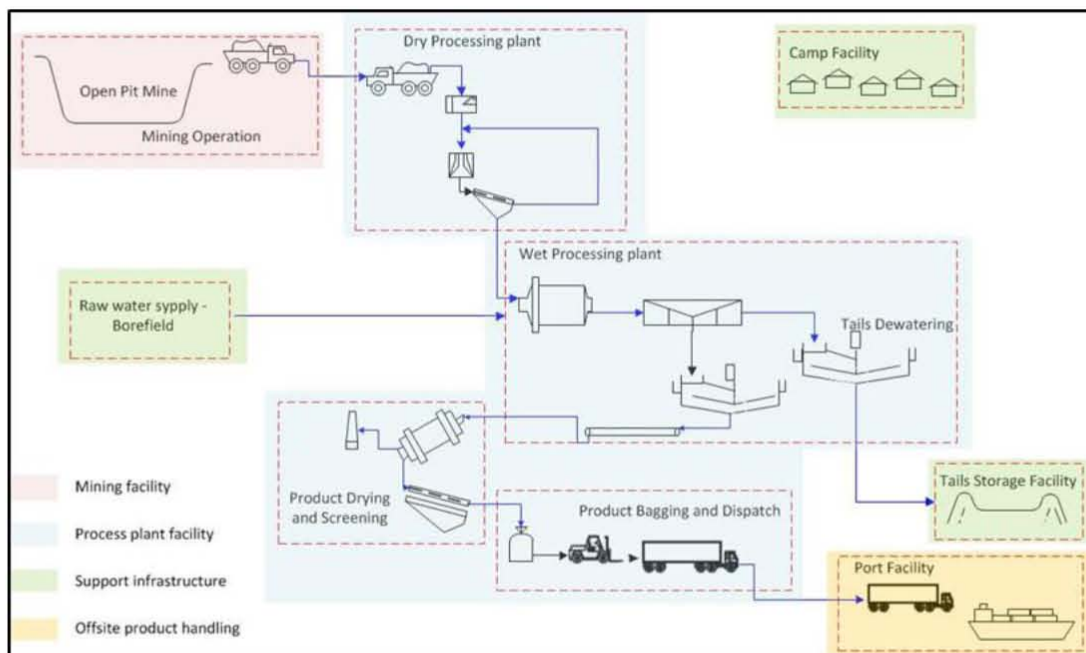 Dry Processing plant
Camp Facility
Open Pit Mine
Mining Operation
Wet Processing plant
Raw water sypply -
Borefield
Tails Dewatering
Product Drying
and Screening
Product Bagging and Dispatch
Tails Storage Facility
Port Facility
Mining facility
Process plant facility
Support infrastructure
Offsite product handling